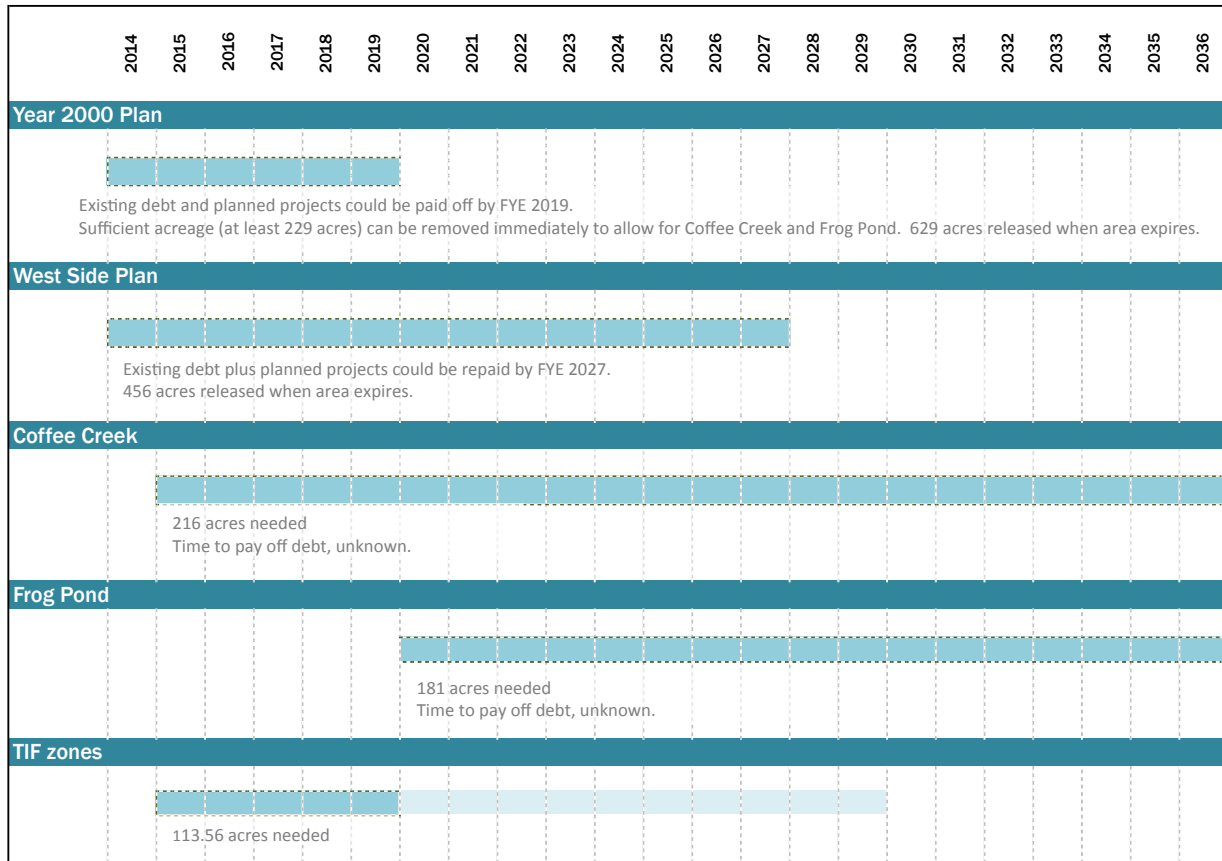 2014 2015 2016 2017 2018 2019 2020 2021 2022 2023 2024 2025 2026 2027 2028 2029 2030 2031 2032 2033 2034 2035 2036
Year 2000 Plan
Existing debt and planned projects could be paid off by FYE 2019.
Sufficient acreage (at least 229 acres) can be removed immediately to allow for Coffee Creek and Frog Pond.  629 acres released when area expires.
West Side Plan
Existing debt plus planned projects could be repaid by FYE 2027.
456 acres released when area expires.
Coffee Creek
216 acres needed
Time to pay off debt, unknown.
Frog Pond
181 acres needed
Time to pay off debt, unknown.
TIF zones
113.56 acres needed